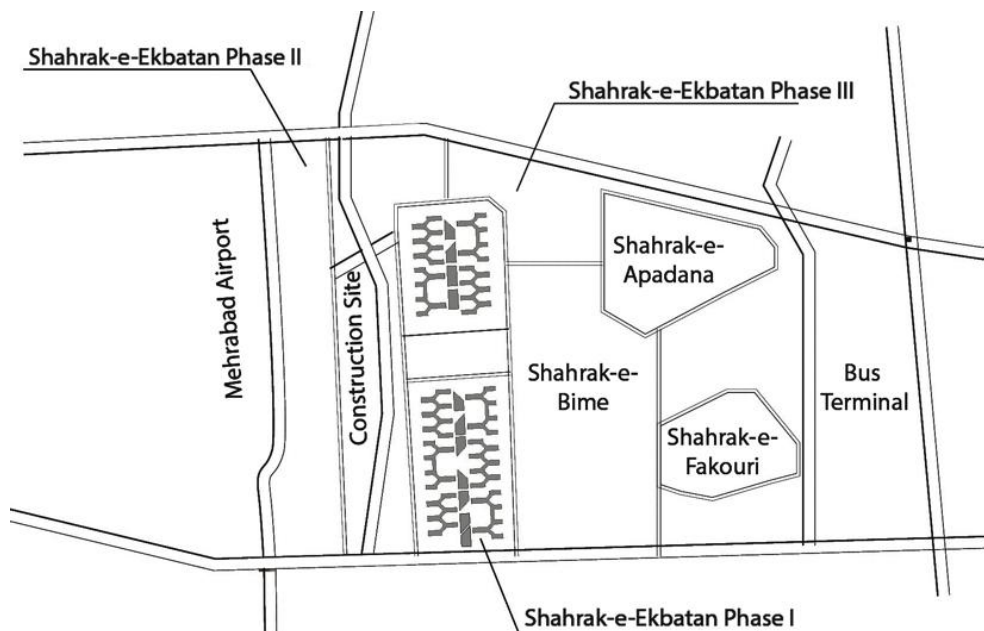 Shahrak-e-Ekbatan Phase II
Shahrak-e-Ekbatan Phase III
Mehrabad Airport
Construction Site
Shahrak-e-
Apadana
Shahrak-e-
Bime
Bus
Terminal
Shahrak-e-
Fakouri
Shahrak-e-Ekbatan Phase I